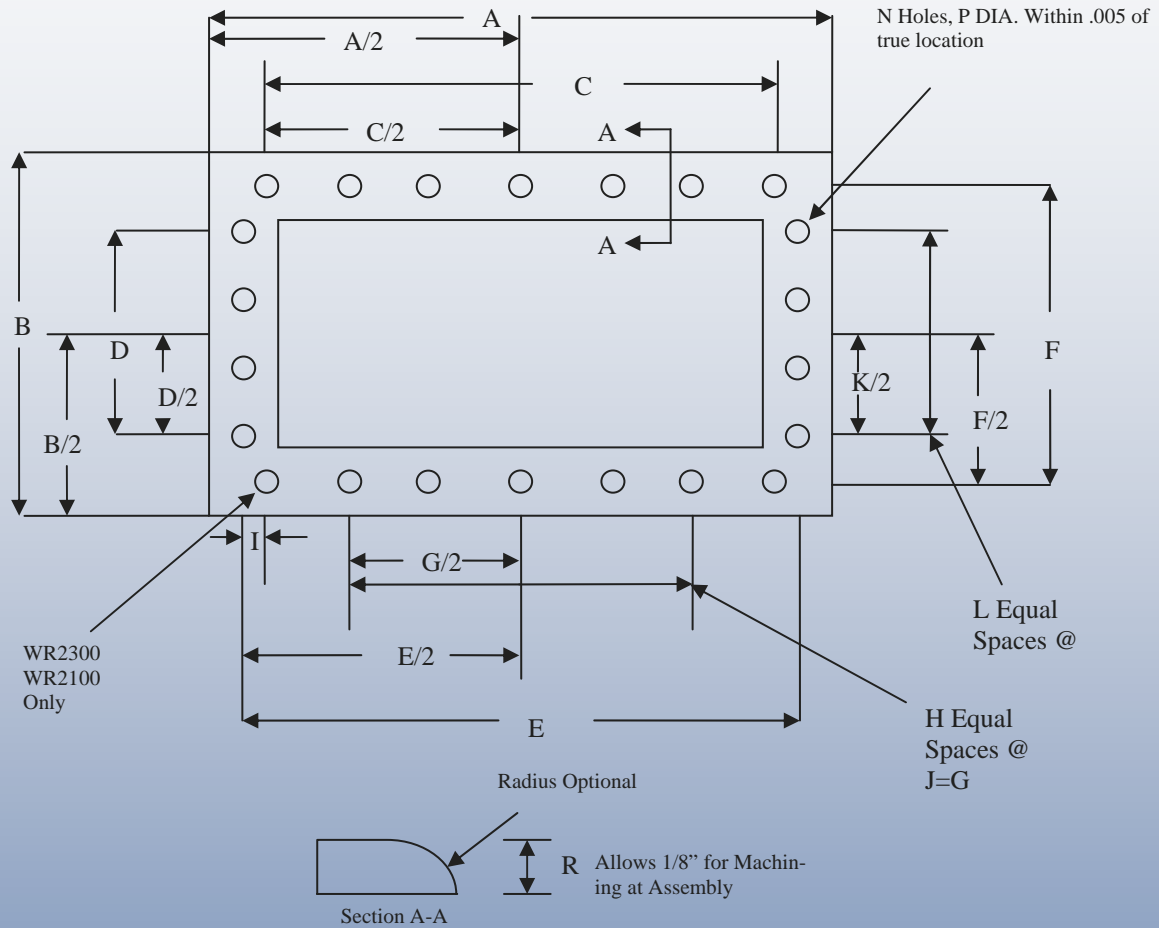 A
N Holes, P DIA. Within .005 of
true location
A/2
C
C/2
A
A
B
D
D/2
B/2
K/2
F/2
F
I
G/2
L Equal
Spaces @
WR2300
WR2100
Only
E/2
E
H Equal
Spaces @
J=G
Radius Optional
R
Allows 1/8” for Machin-
ing at Assembly
Section A-A